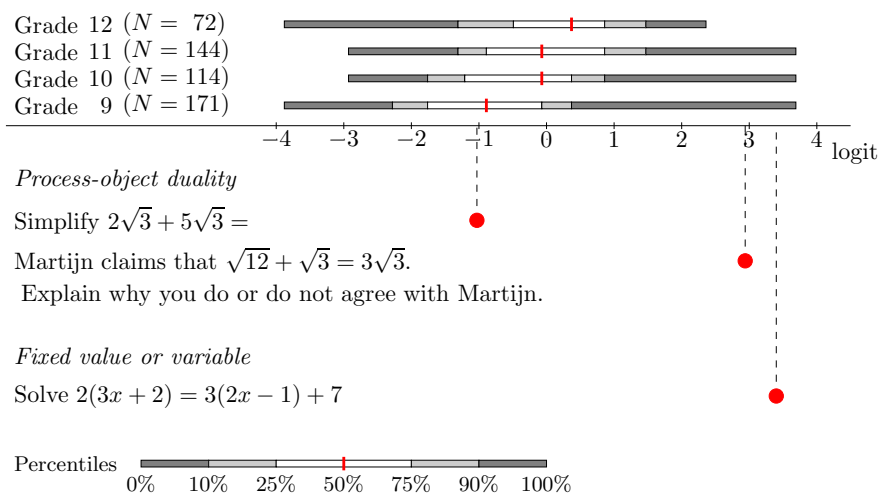 Grade 12 (N = 72)
Grade 11 (N = 144)
Grade 10 (N = 114)
Grade 9 (N = 171)
−4 −3 −2 −1 0 1 2 3 4
logit
Process-object duality
Simplify 2√3 + 5√3 =
Martijn claims that √12 + √3 = 3√3.
Explain why you do or do not agree with Martijn.
Fixed value or variable
Solve 2(3x + 2) = 3(2x − 1) + 7
Percentiles
0% 10% 25% 50% 75% 90% 100%